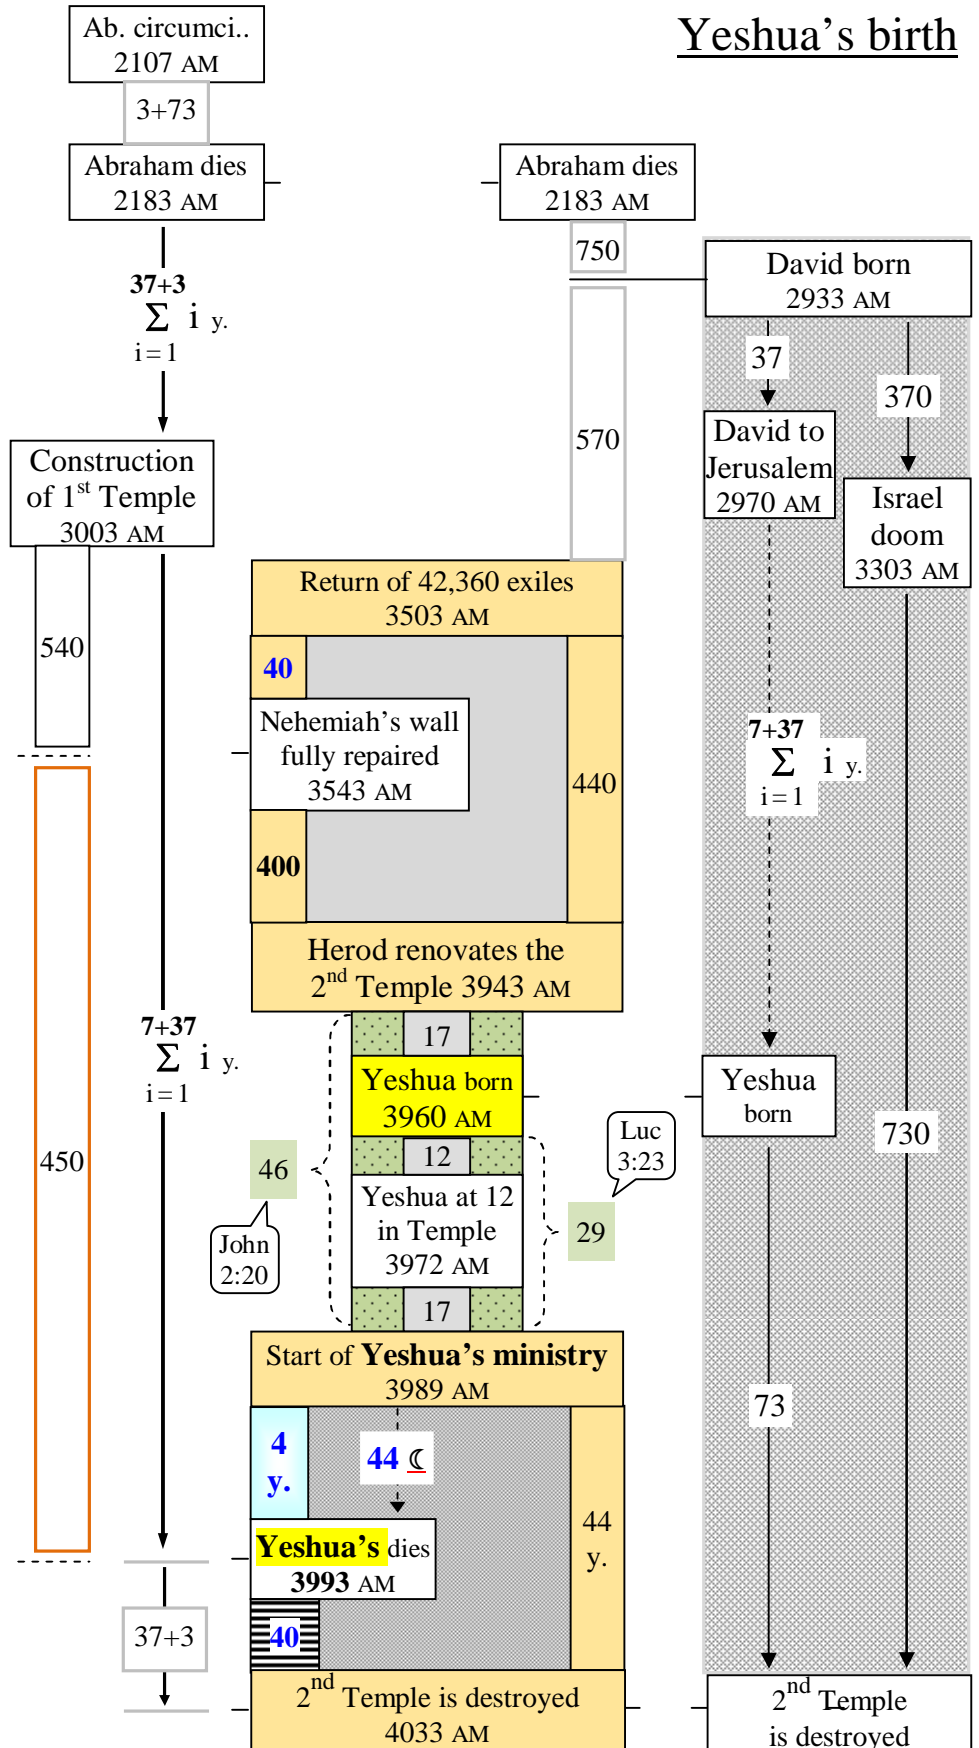 Yeshua’s birth
Ab. circumci..
2107 AM
3+73
Abraham dies
2183 AM
37+3
Σ i y.
i = 1
Construction
of 1st Temple
3003 AM
540
450
7+37
Σ i y.
i = 1
37+3
Abraham dies
2183 AM
750
570
Return of 42,360 exiles
3503 AM
40
Nehemiah’s wall
fully repaired
3543 AM
440
400
Herod renovates the
2nd Temple 3943 AM
17
Yeshua born
3960 AM
12
Yeshua at 12
in Temple
3972 AM
17
46
John
2:20
29
Luc
3:23
Start of Yeshua’s ministry
3989 AM
4
y.
44 ☾
44
y.
Yeshua’s dies
3993 AM
40
2nd Temple is destroyed
4033 AM
David born
2933 AM
37
370
David to
Jerusalem
2970 AM
Israel
doom
3303 AM
7+37
Σ i y.
i = 1
Yeshua
born
730
73
2nd Temple
is destroyed